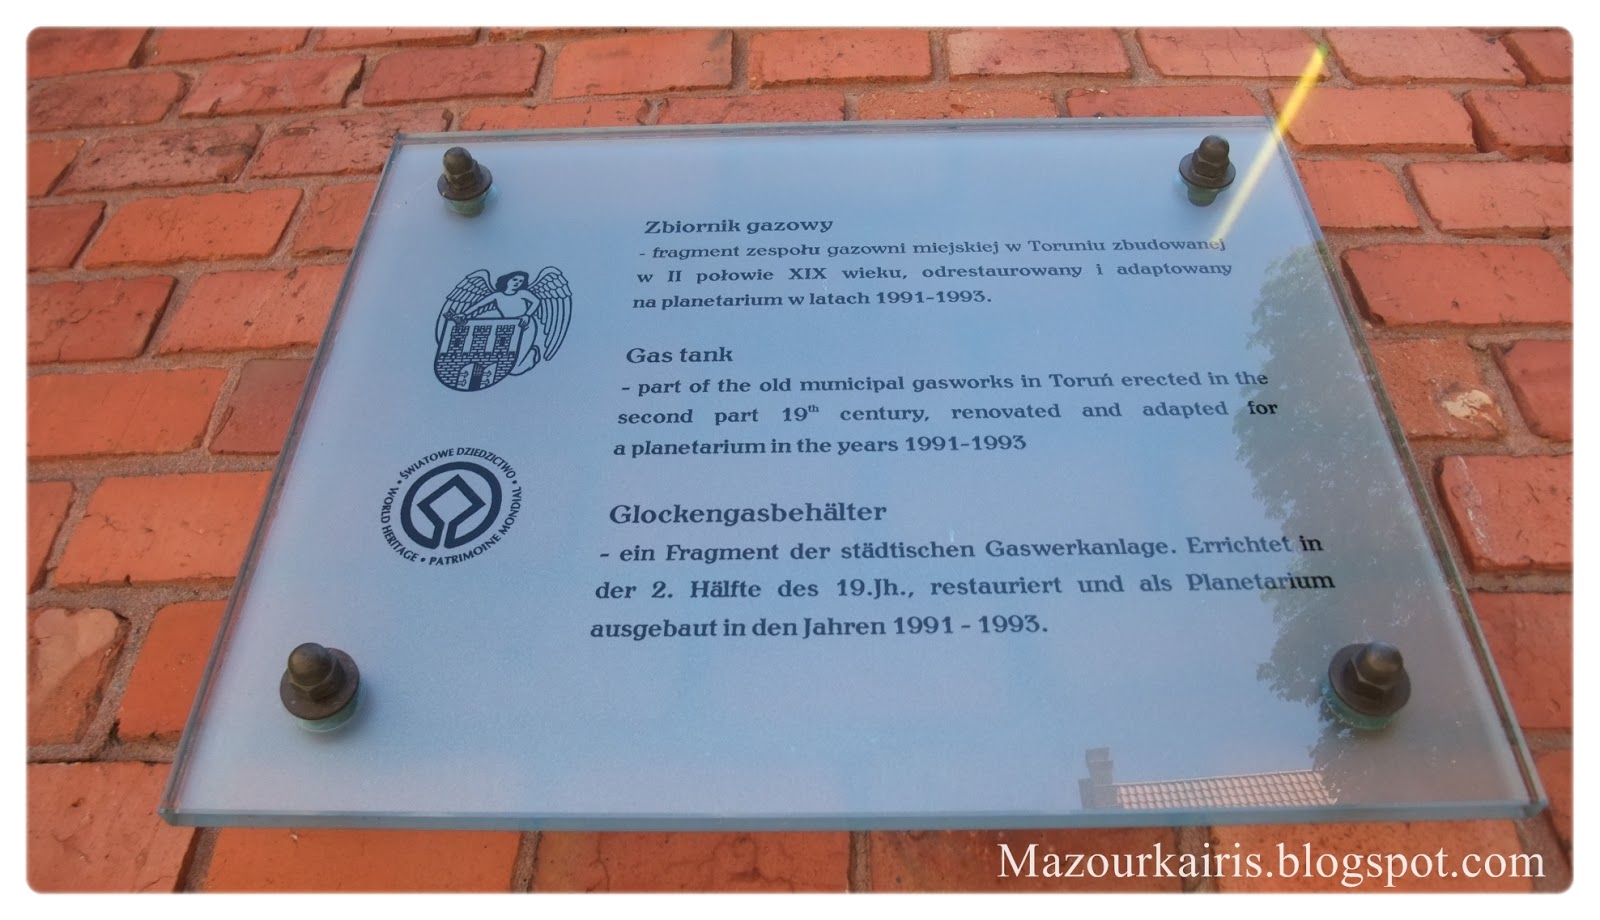 Zbiornik gazowy
- fragment zespołu gazowni miejskiej w Toruniu zbudowanej
w II połowie XIX wieku, odrestaurowany i adaptowany
na planetarium w latach 1991-1993.
Gas tank
- part of the old municipal gasworks in Toruń erected in the
second part 19th century, renovated and adapted for
a planetarium in the years 1991-1993
ŚWIATOWE DZIEDZICTWO •
WORLD HERITAGE •
PATRIMOINE MONDIAL •
Glockengasbehälter
- ein Fragment der städtischen Gaswerkanlage. Errichtet in
der 2. Hälfte des 19.Jh., restauriert und als Planetarium
ausgebaut in den Jahren 1991 - 1993.
Mazourkairis.blogspot.com